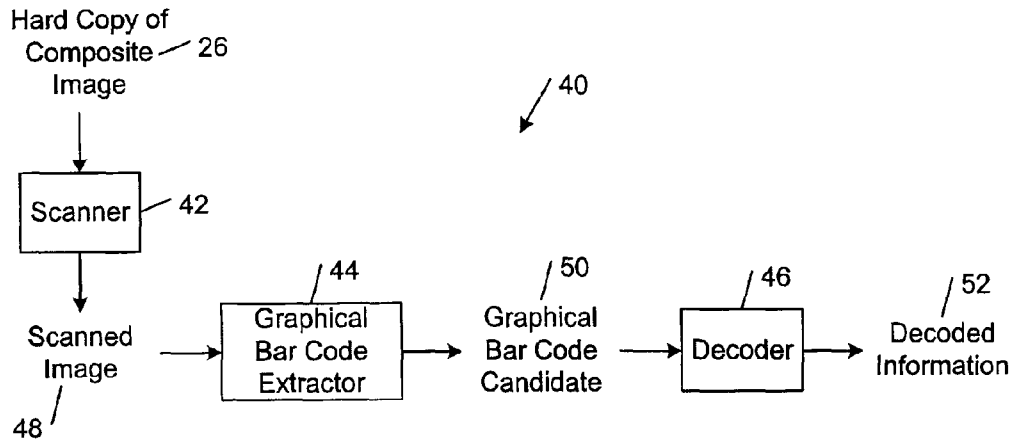 Hard Copy of
Composite 26
Image
40
Scanner 42
44
50
46
52
Scanned
Image
48
Graphical
Bar Code
Extractor
Graphical
Bar Code
Candidate
Decoder
Decoded
Information